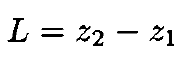 L = z₂ − z₁